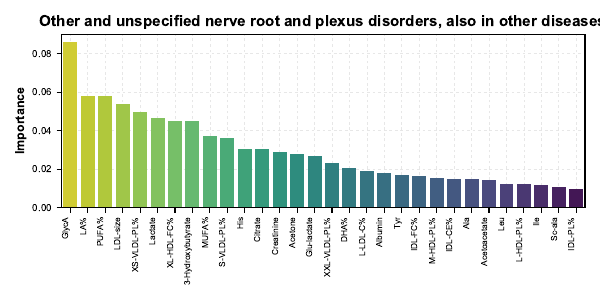 Other and unspecified nerve root and plexus disorders, also in other diseases
Importance
0.08
0.06
0.04
0.02
0.00
GlycA
LA%
PUFA%
LDL-size
XS-VLDL-PL%
Lactate
XL-HDL-FC%
3-Hydroxybutyrate
MUFA%
S-VLDL-PL%
His
Citrate
Creatinine
Acetone
Glu-lactate
XXL-VLDL-PL%
DHA%
L-LDL-C%
Albumin
Tyr
IDL-FC%
M-HDL-PL%
IDL-CE%
Ala
Acetoacetate
Leu
L-HDL-PL%
Ile
Sc-ala
IDL-PL%